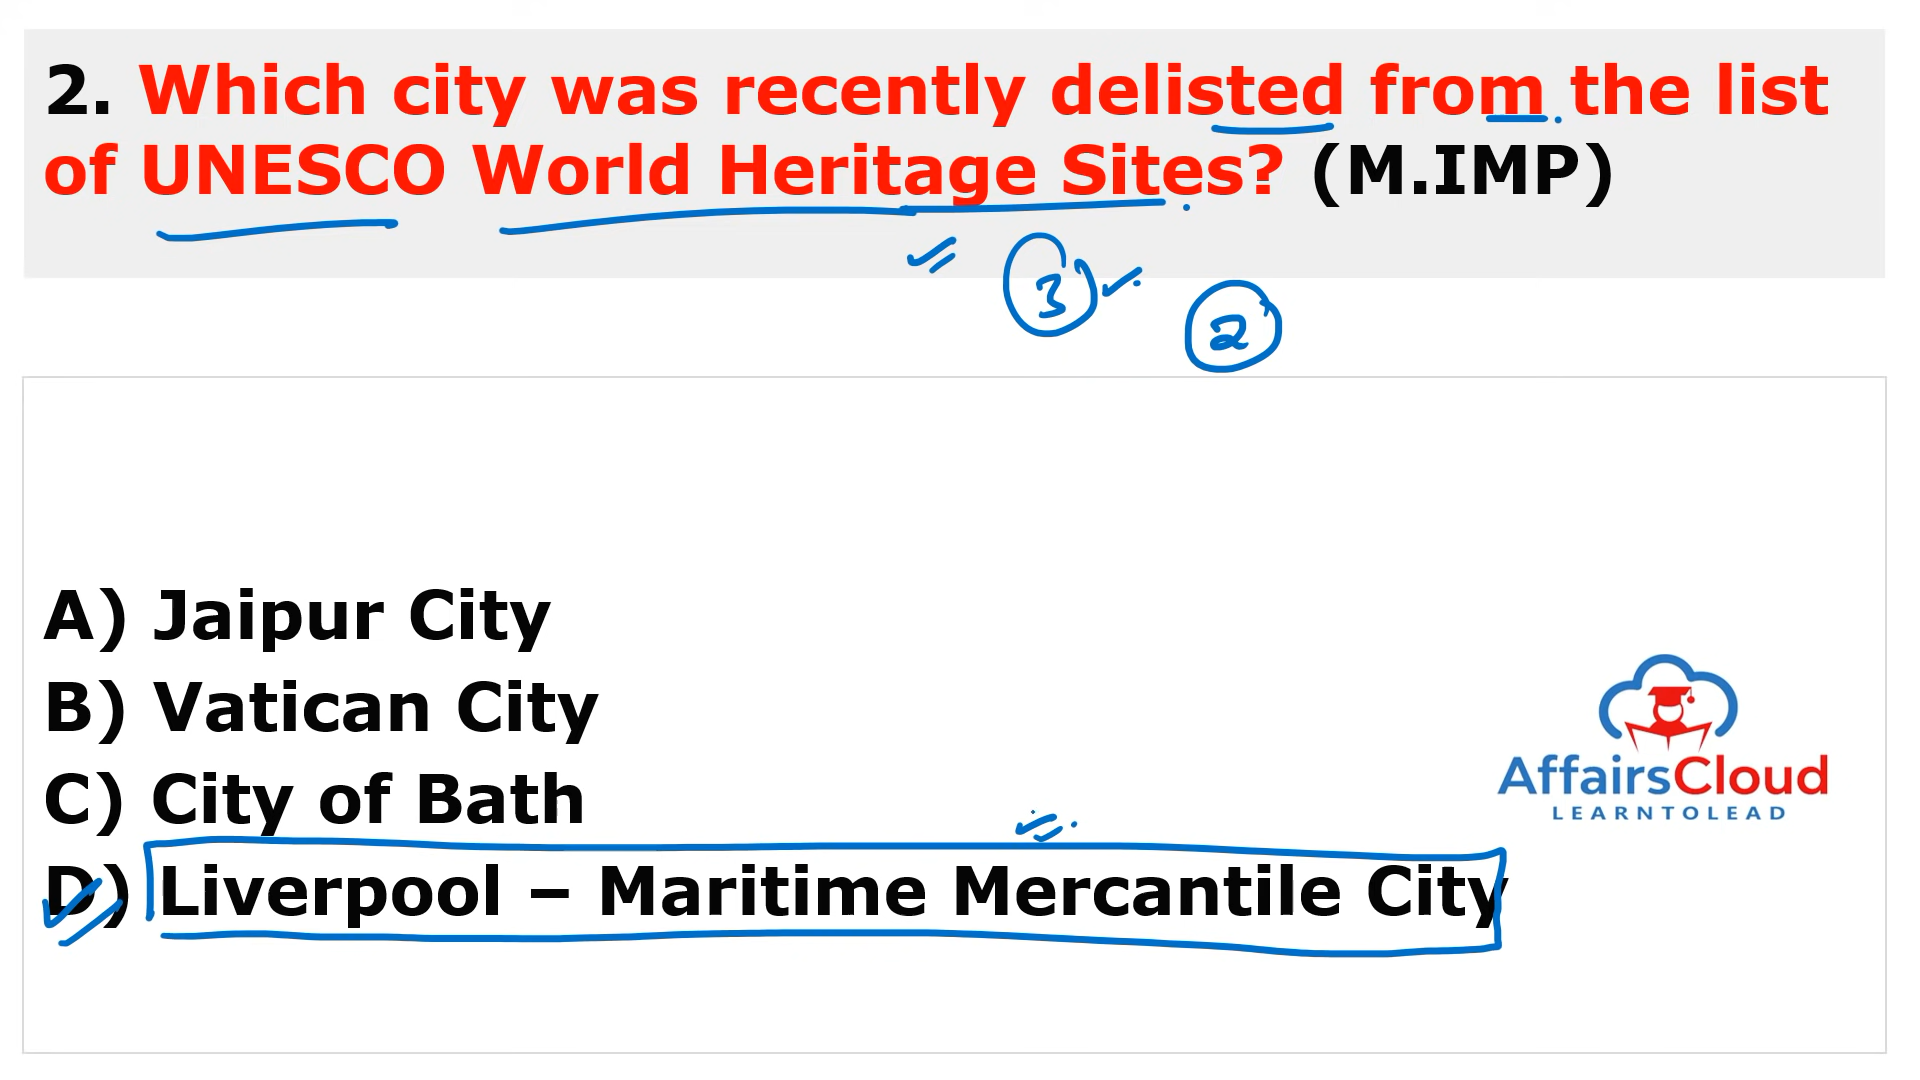 2. Which city was recently delisted from the list
of UNESCO World Heritage Sites? (M.IMP)
3
2
A) Jaipur City
B) Vatican City
C) City of Bath
D) Liverpool – Maritime Mercantile City
AffairsCloud
LEARNTOLEAD